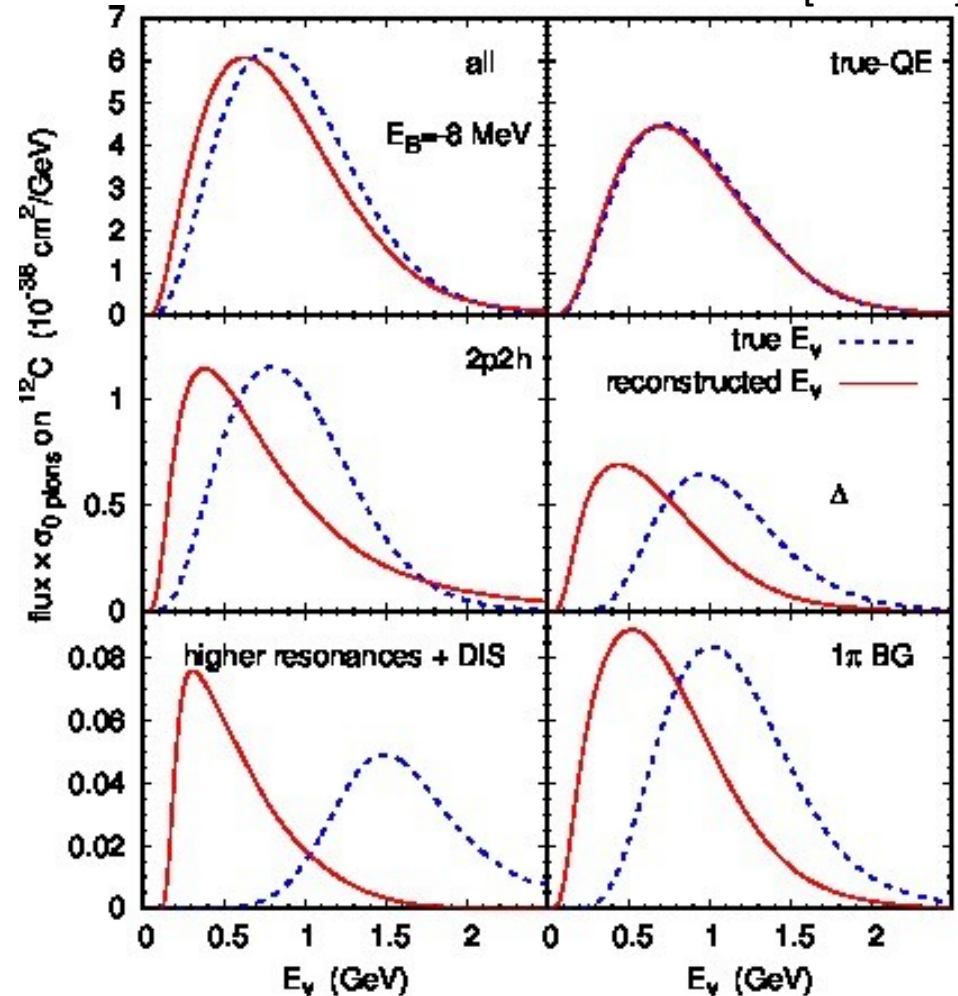 all
true-QE
E_B=-8 MeV
2p2h
true E_ν
reconstructed E_ν
Δ
higher resonances + DIS
1π BG
flux × σ_0 pions on ^12C (10^-38 cm^2/GeV)
7
6
5
4
3
2
1
0
1
0.5
0
0.08
0.06
0.04
0.02
0
0 0.5 1 1.5 2 0 0.5 1 1.5 2
E_ν (GeV) E_ν (GeV)